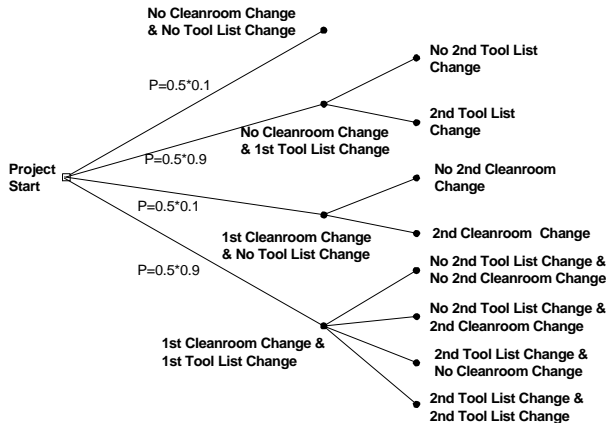 No Cleanroom Change
& No Tool List Change
P=0.5*0.1
No 2nd Tool List
Change
2nd Tool List
Change
No Cleanroom Change
& 1st Tool List Change
P=0.5*0.9
Project
Start
No 2nd Cleanroom
Change
P=0.5*0.1
2nd Cleanroom Change
1st Cleanroom Change
& No Tool List Change
P=0.5*0.9
No 2nd Tool List Change &
No 2nd Cleanroom Change
No 2nd Tool List Change &
2nd Cleanroom Change
1st Cleanroom Change &
1st Tool List Change
2nd Tool List Change &
No Cleanroom Change
2nd Tool List Change &
2nd Tool List Change